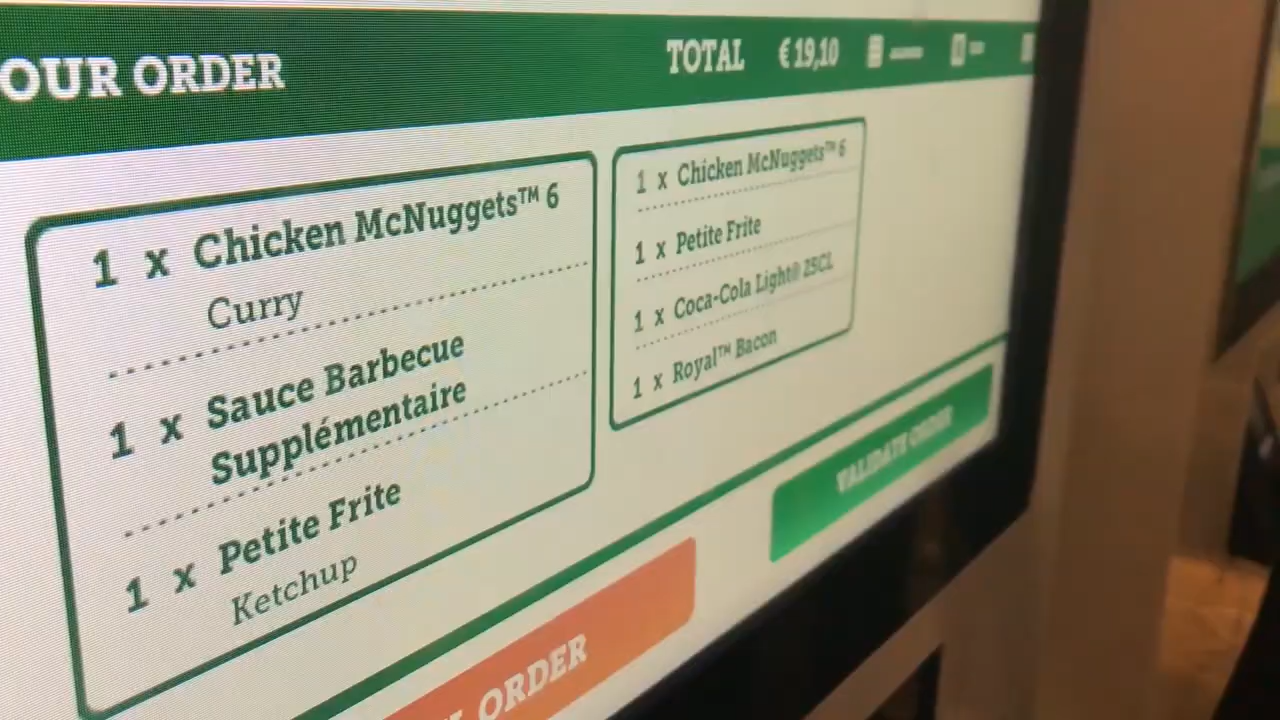 OUR ORDER
TOTAL € 19,10
1 x Chicken McNuggets™ 6
Curry
1 x Sauce Barbecue
Supplémentaire
1 x Petite Frite
Ketchup
1 x Chicken McNuggets™ 6
1 x Petite Frite
1 x Coca-Cola Light® 25CL
1 x Royal™ Bacon
ORDER
VALIDATE ORDER